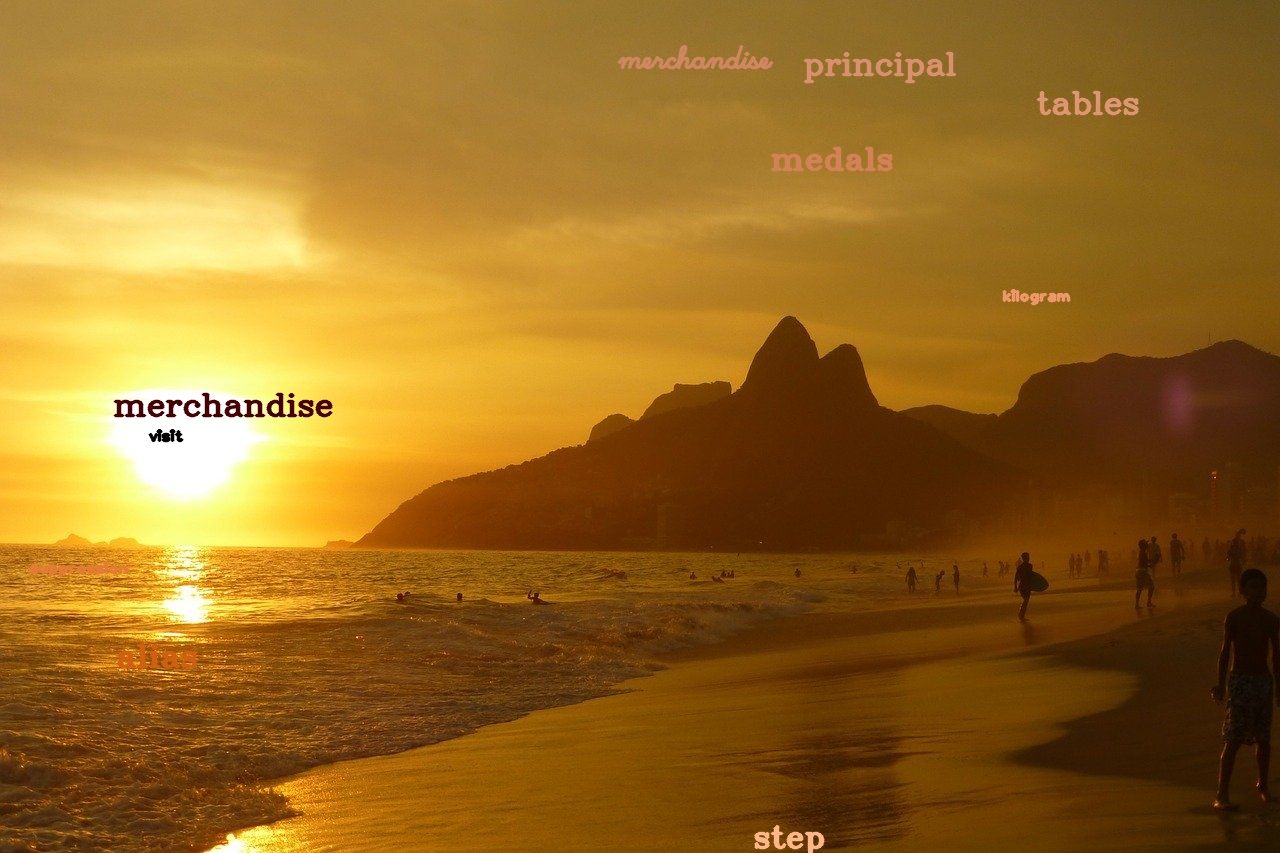 merchandise
principal
tables
medals
kilogram
merchandise
visit
alias
step